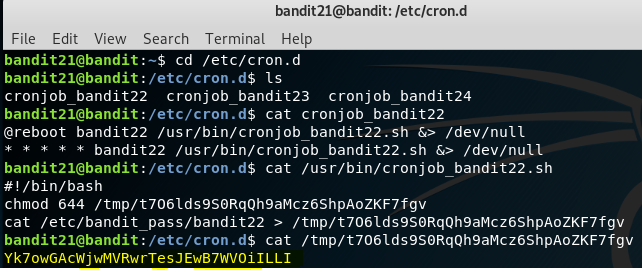 bandit21@bandit: /etc/cron.d
File Edit View Search Terminal Help
bandit21@bandit:~$ cd /etc/cron.d
bandit21@bandit:/etc/cron.d$ ls
cronjob_bandit22  cronjob_bandit23  cronjob_bandit24
bandit21@bandit:/etc/cron.d$ cat cronjob_bandit22
@reboot bandit22 /usr/bin/cronjob_bandit22.sh &> /dev/null
* * * * * bandit22 /usr/bin/cronjob_bandit22.sh &> /dev/null
bandit21@bandit:/etc/cron.d$ cat /usr/bin/cronjob_bandit22.sh
#!/bin/bash
chmod 644 /tmp/t7O6lds9S0RqQh9aMcz6ShpAoZKF7fgv
cat /etc/bandit_pass/bandit22 > /tmp/t7O6lds9S0RqQh9aMcz6ShpAoZKF7fgv
bandit21@bandit:/etc/cron.d$ cat /tmp/t7O6lds9S0RqQh9aMcz6ShpAoZKF7fgv
Yk7owGAcWjwMVRwrTesJEwB7WVOiILLI